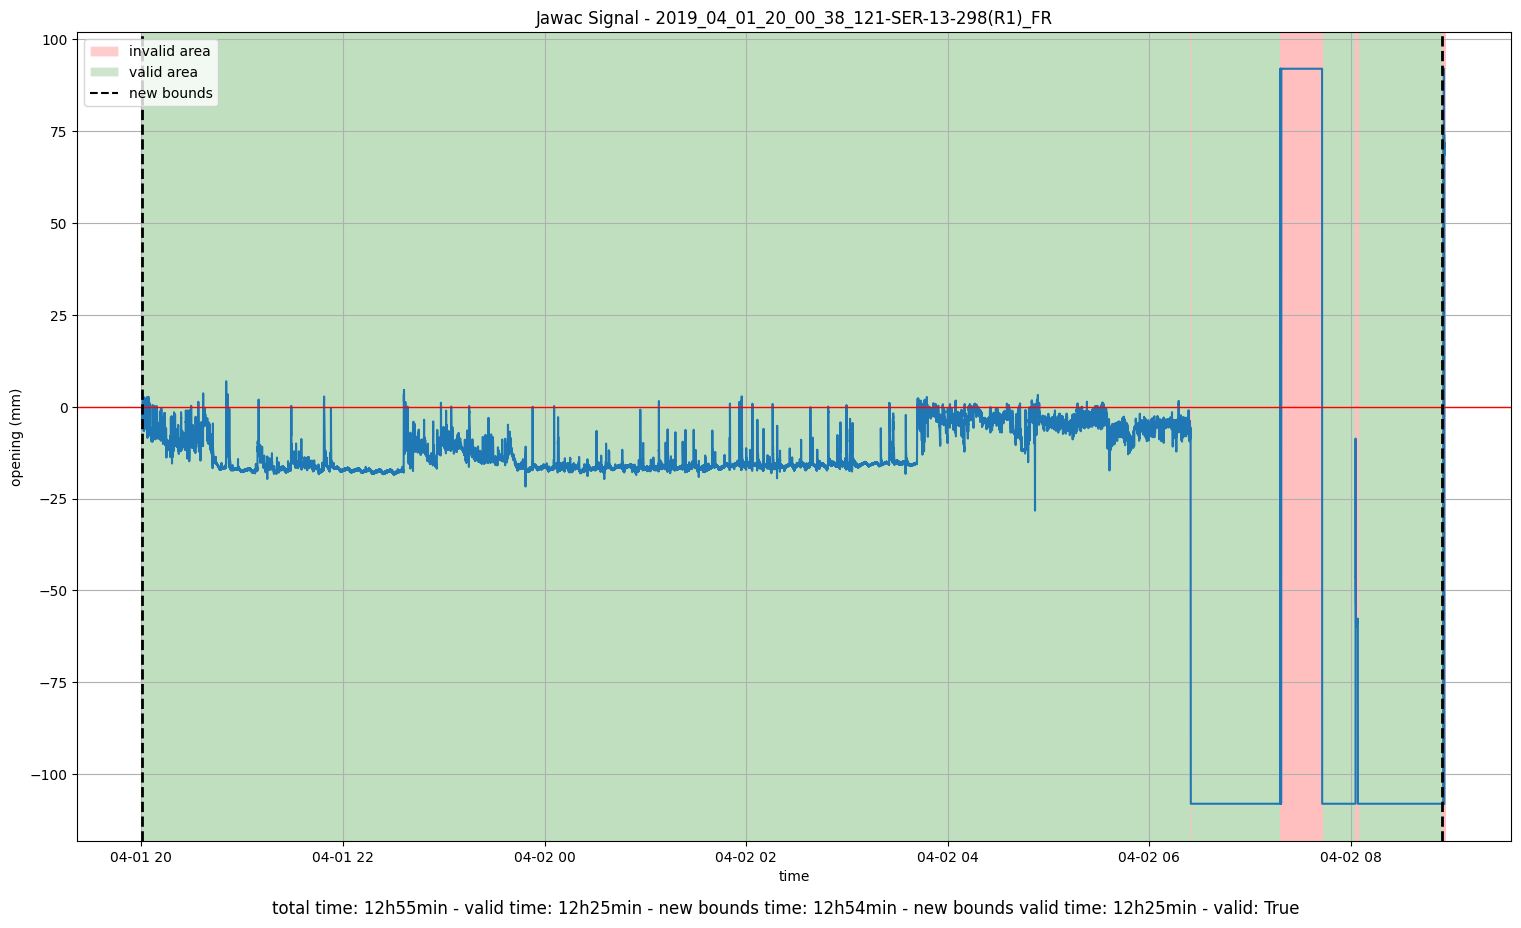 Jawac Signal - 2019_04_01_20_00_38_121-SER-13-298(R1)_FR
invalid area
valid area
new bounds
100
75
50
25
0
−25
−50
−75
−100
opening (mm)
04-01 20
04-01 22
04-02 00
04-02 02
04-02 04
04-02 06
04-02 08
time
total time: 12h55min - valid time: 12h25min - new bounds time: 12h54min - new bounds valid time: 12h25min - valid: True